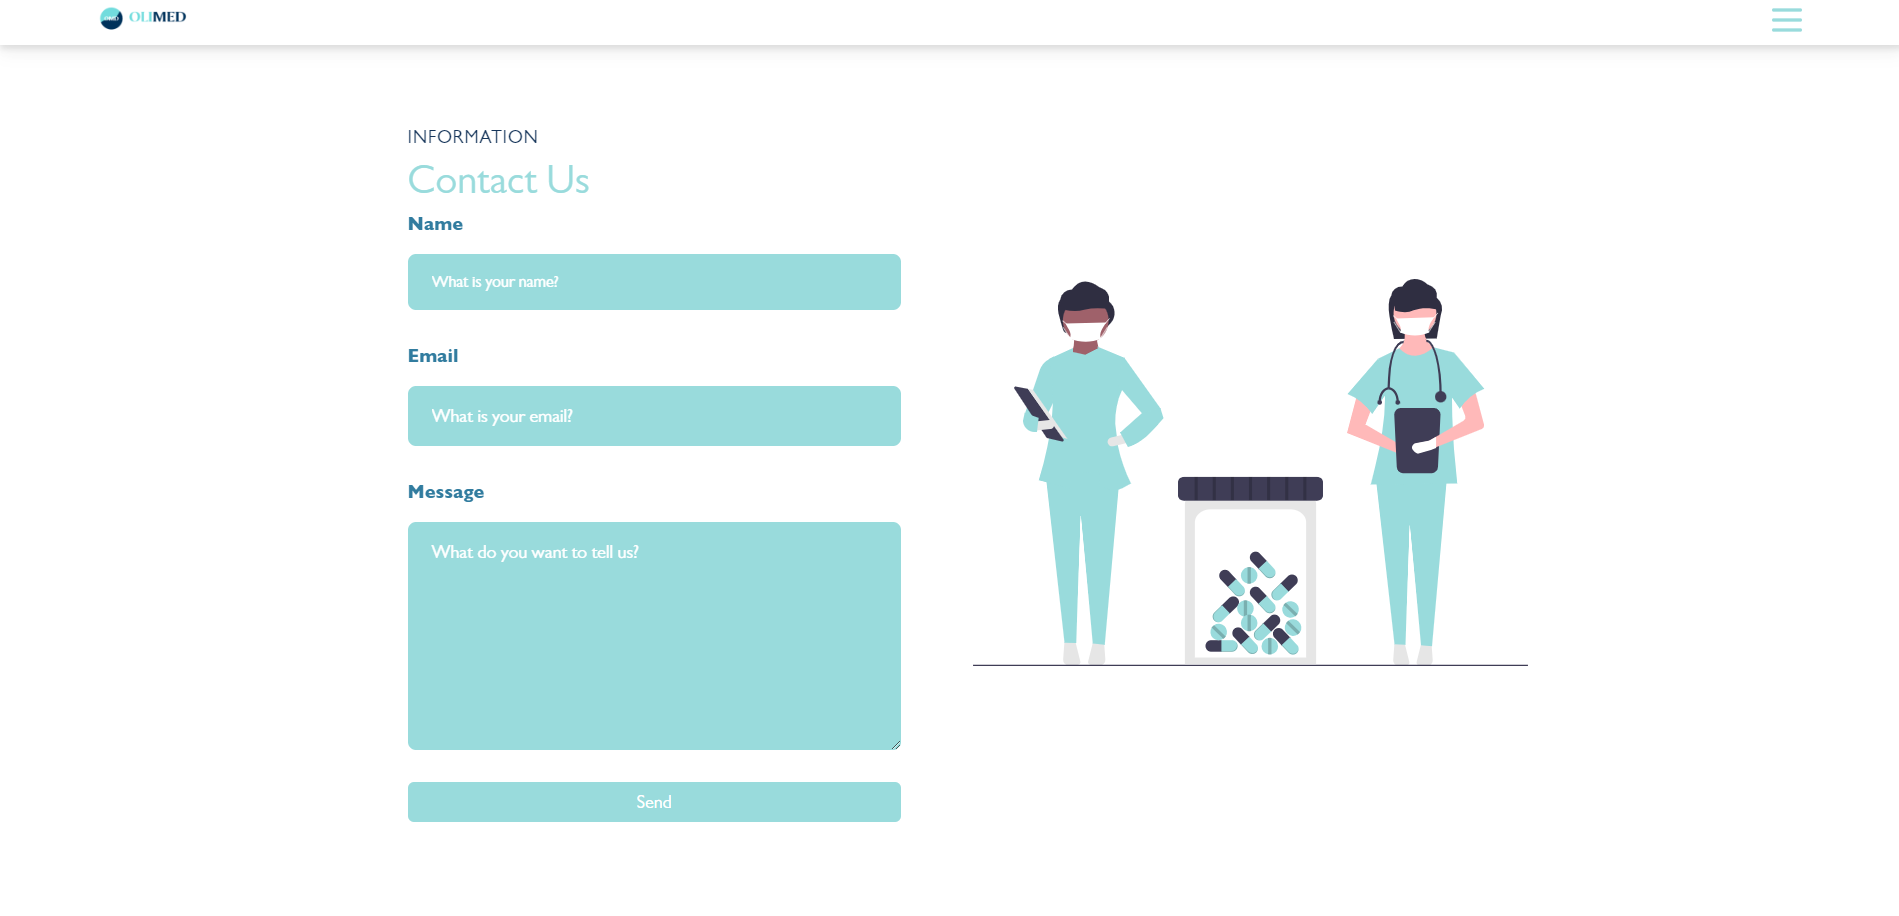 OLIMED
INFORMATION
Contact Us
Name
What is your name?
Email
What is your email?
Message
What do you want to tell us?
Send